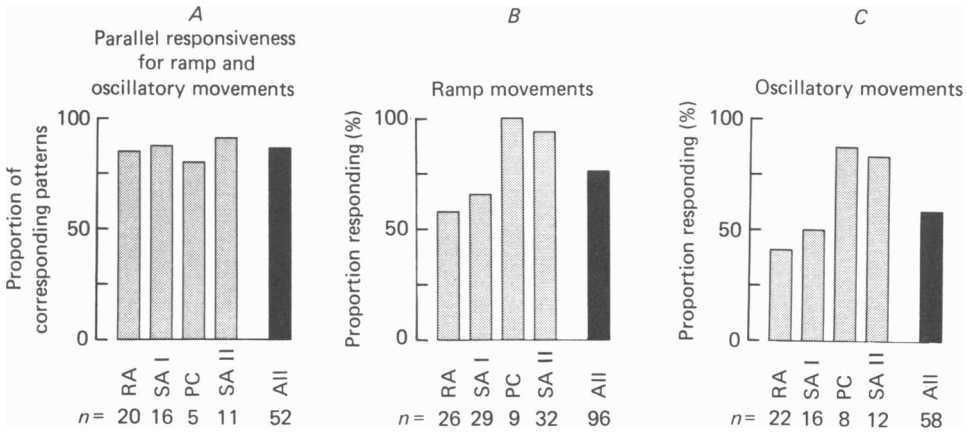 A
Parallel responsiveness
for ramp and
oscillatory movements
Proportion of
corresponding patterns
100
50
0
RA
SA I
PC
SA II
All
n = 20 16 5 11 52
B
Ramp movements
Proportion responding (%)
100
50
0
RA
SA I
PC
SA II
All
n = 26 29 9 32 96
C
Oscillatory movements
Proportion responding (%)
100
50
0
RA
SA I
PC
SA II
All
n = 22 16 8 12 58